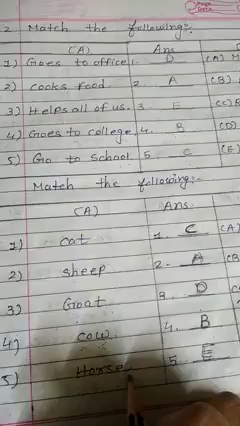 2. Match the following:-
(A) Ans
1) Goes to office 1. D (A) M
2) cooks food 2. A (B)
3) Helps all of us. 3. E (C)
4) Goes to college. 4. B (D)
5) Go to School 5. C (E)
Match the following:-
(A) Ans.
1) cat 1. C (A)
2) sheep 2. A (B
3) Goat 3. D
4) cow 4. B
5) Horse 5. E